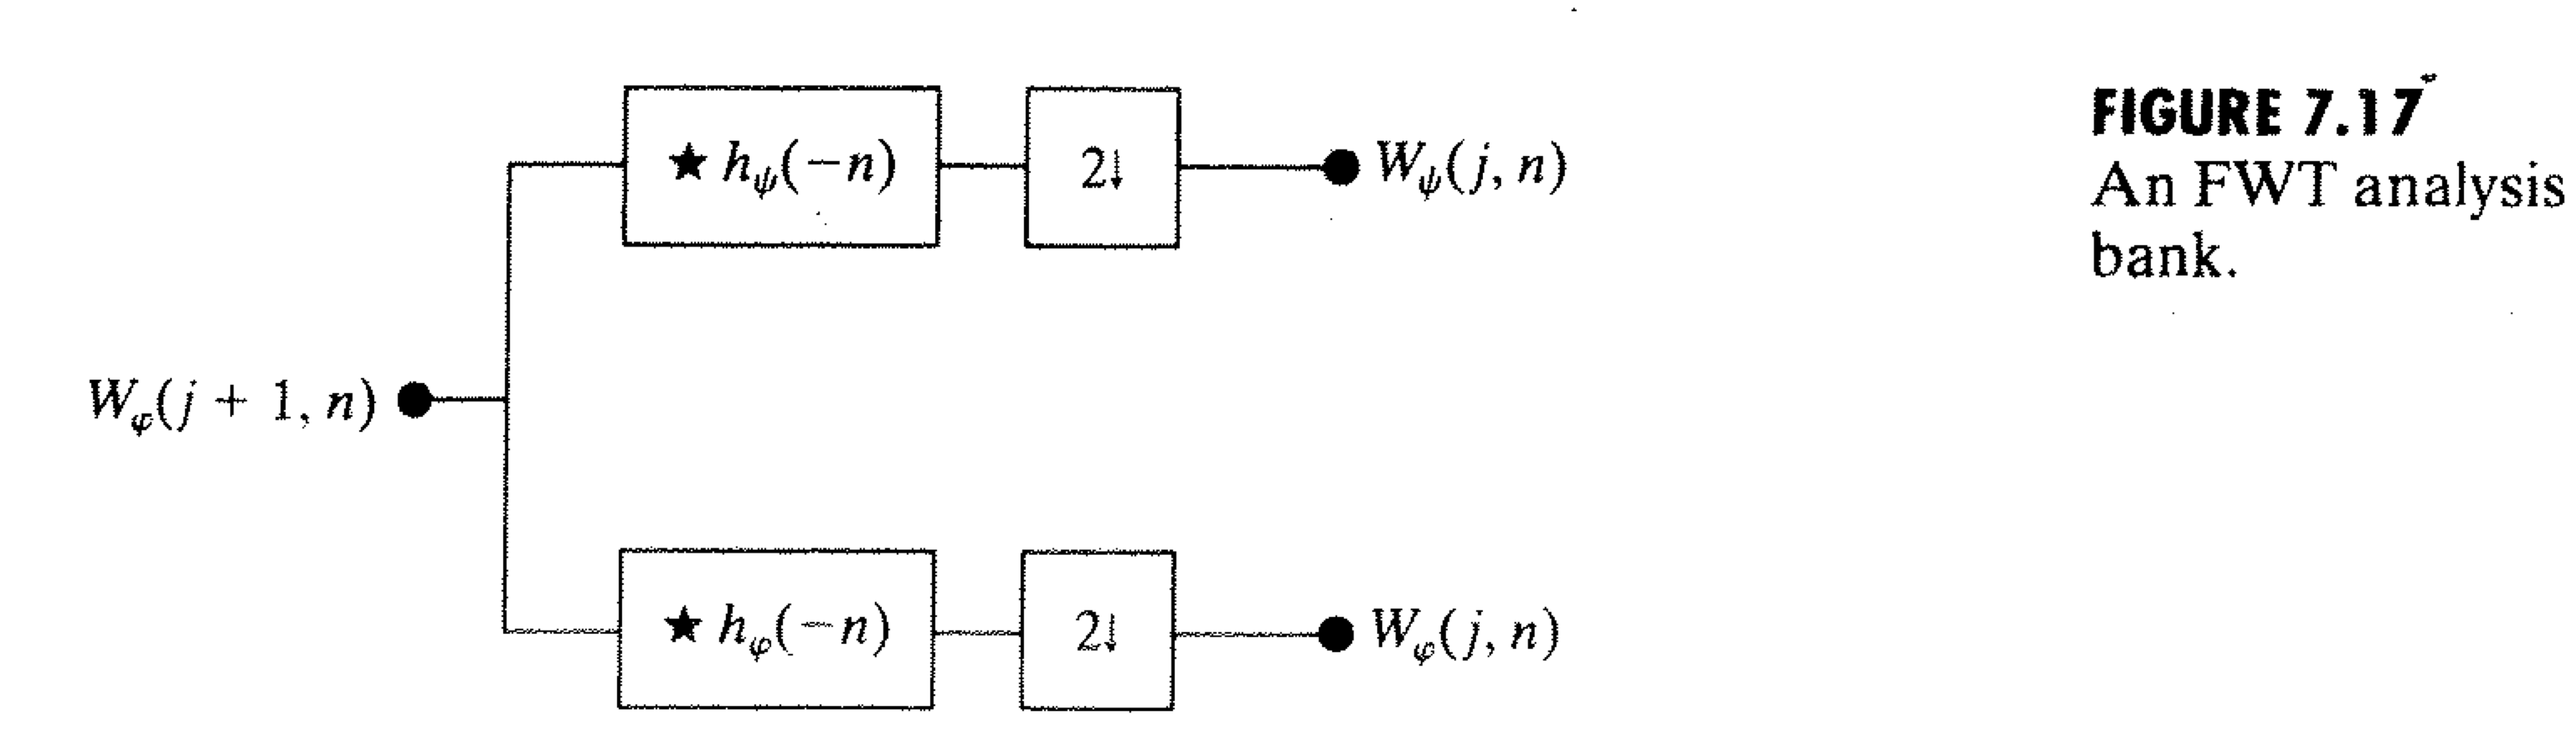 ★ h_ψ(−n)
2↓
W_ψ(j, n)
W_φ(j + 1, n)
★ h_φ(−n)
2↓
W_φ(j, n)
FIGURE 7.17
An FWT analysis
bank.